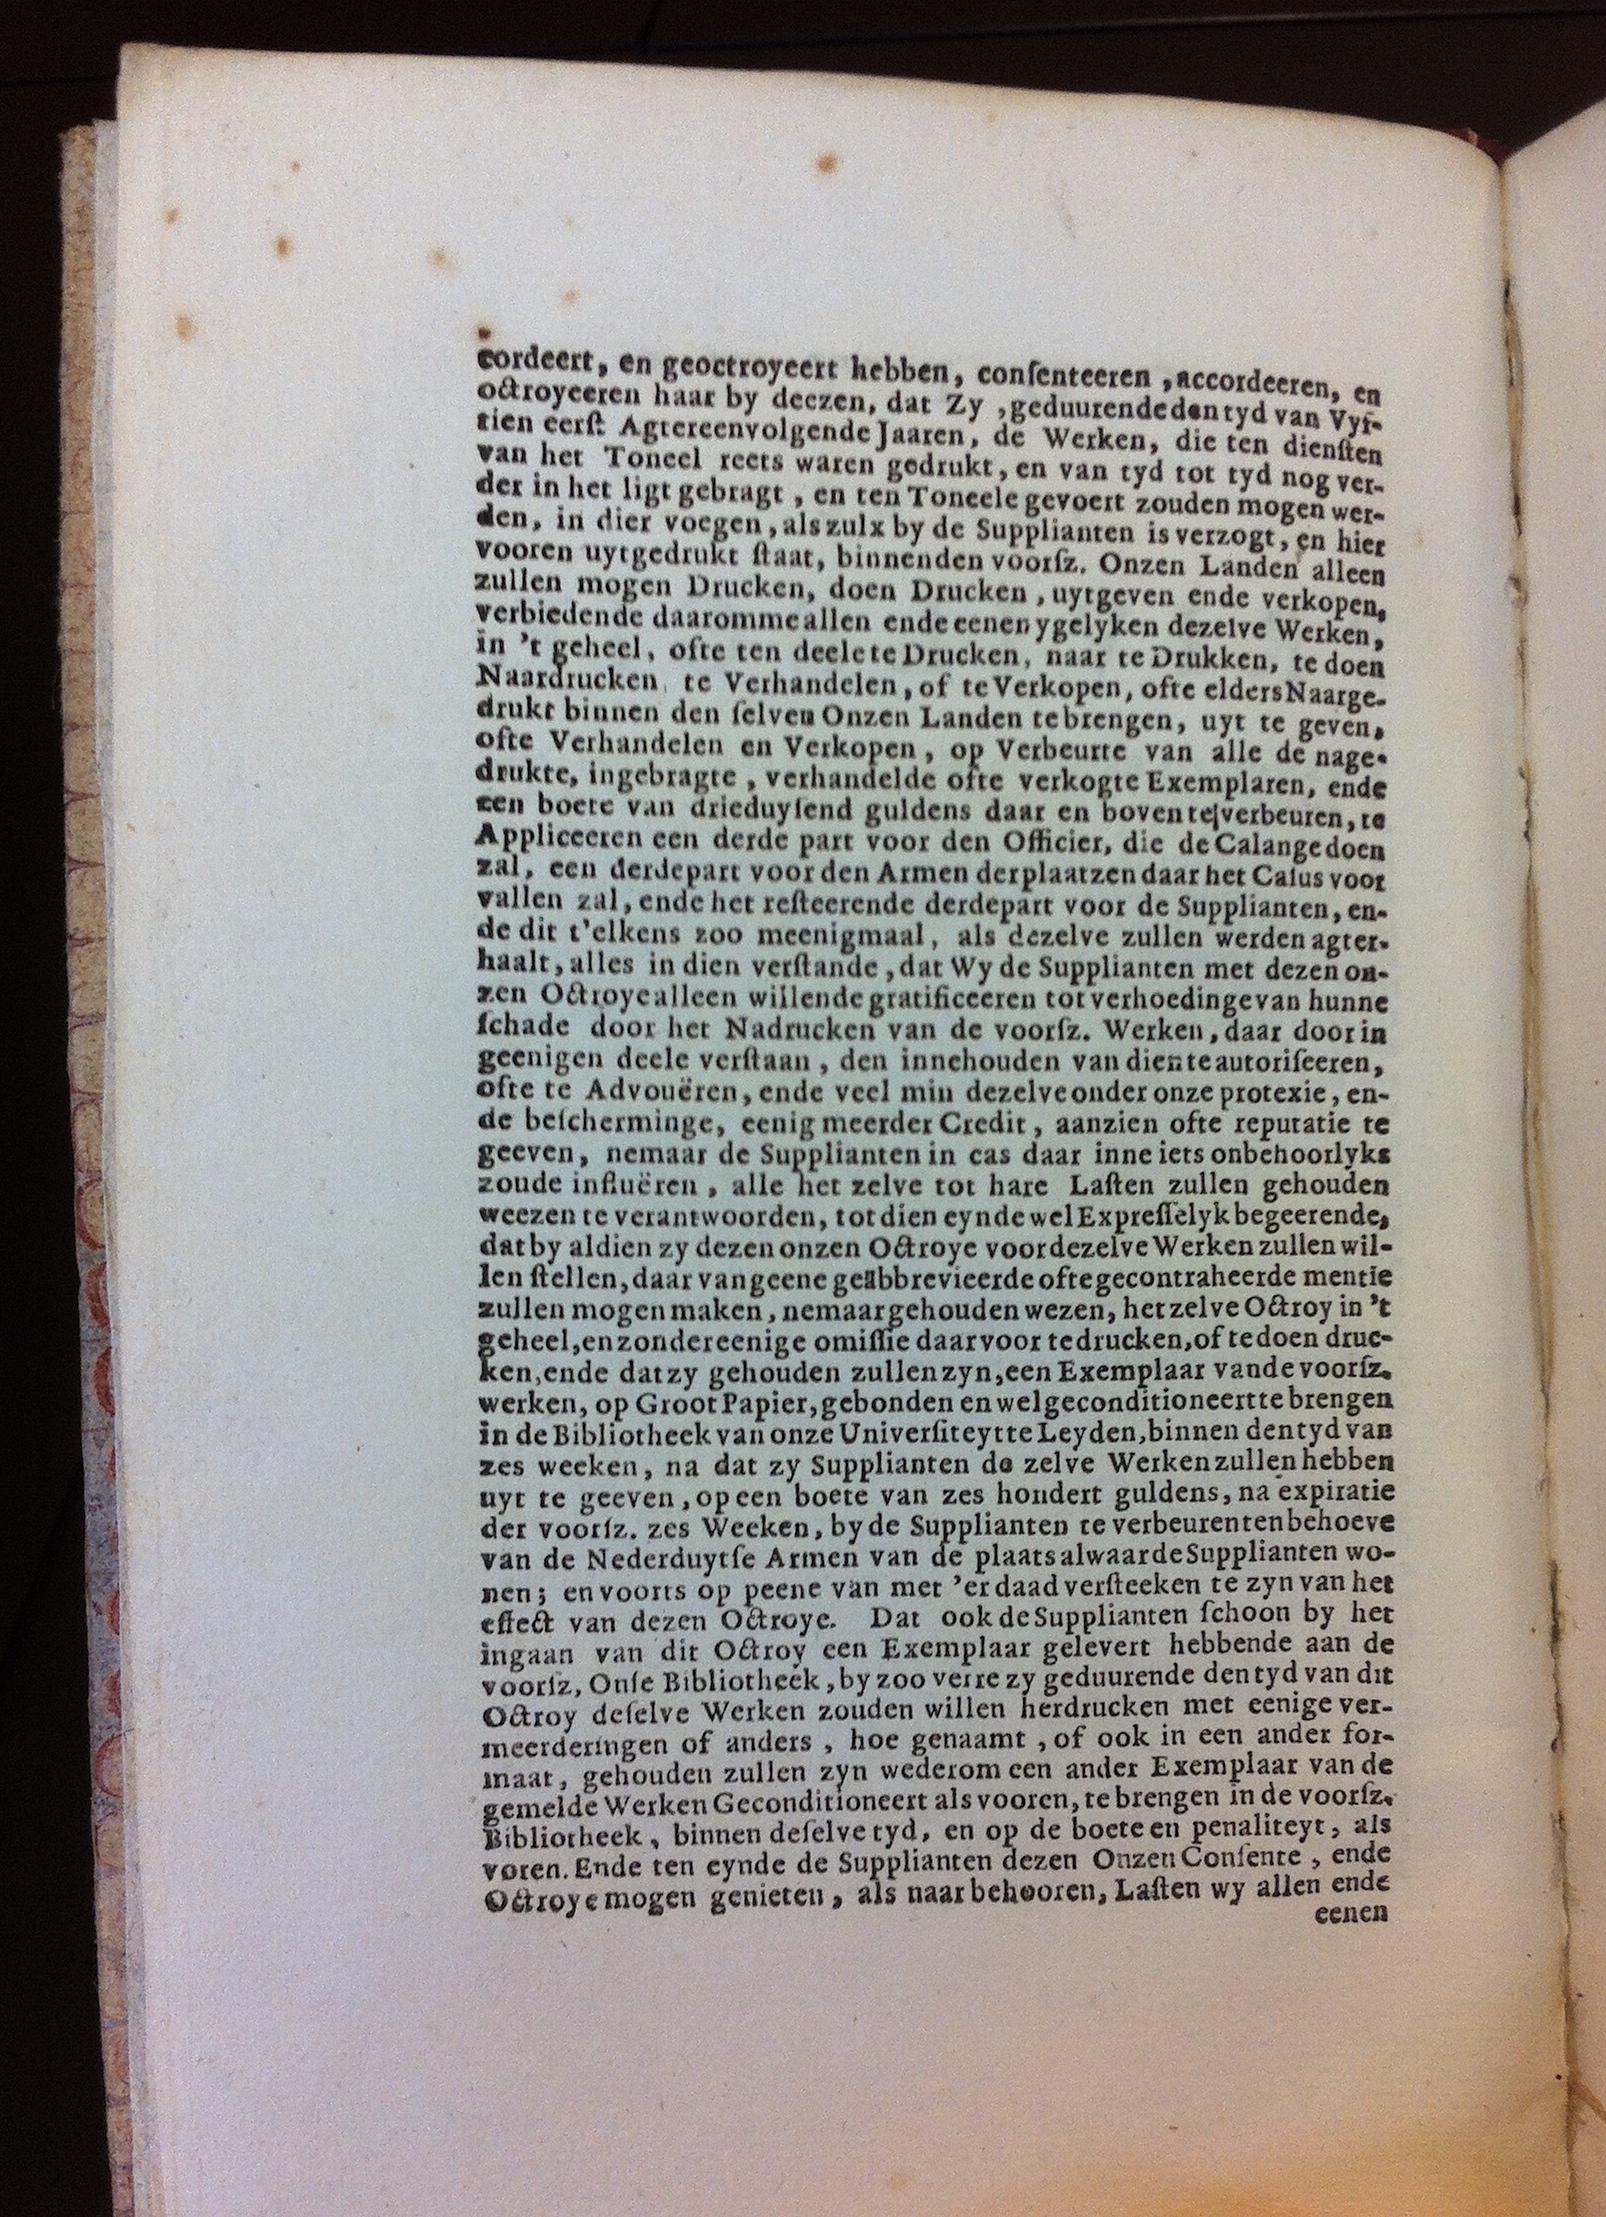 cordeert, en geoctroyeert hebben, conſenteeren, accordeeren, en
octroyeeren haar by deezen, dat Zy, geduurende den tyd van Vyf-
tien eerſt Agtereenvolgende Jaaren, de Werken, die ten dienſten
van het Toneel reets waren gedrukt, en van tyd tot tyd nog ver-
der in het ligt gebragt, en ten Toneele gevoert zouden mogen wer-
den, in dier voegen, als zulx by de Supplianten is verzogt, en hier
vooren uytgedrukt ſtaat, binnen den voorſz. Onzen Landen alleen
zullen mogen Drucken, doen Drucken, uytgeven ende verkopen,
verbiedende daaromme allen ende eenen ygelyken dezelve Werken,
in 't geheel, ofte ten deele te Drucken, naar te Drukken, te doen
Naardrucken, te Verhandelen, of te Verkopen, ofte elders Naarge-
drukt binnen den ſelven Onzen Landen te brengen, uyt te geven,
ofte Verhandelen en Verkopen, op Verbeurte van alle de nage-
drukte, ingebragte, verhandelde ofte verkogte Exemplaren, ende
een boete van drieduyſend guldens daar en boven te verbeuren, te
Appliceeren een derde part voor den Officier, die de Calange doen
zal, een derdepart voor den Armen der plaatzen daar het Caſus voor
vallen zal, ende het reſteerende derdepart voor de Supplianten, en-
de dit t'elkens zoo meenigmaal, als dezelve zullen werden agter-
haalt, alles in dien verſtande, dat Wy de Supplianten met dezen on-
zen Octroye alleen willende gratificeeren tot verhoedinge van hunne
ſchade door het Nadrucken van de voorſz. Werken, daar door in
geenigen deele verſtaan, den innehouden van dien te autoriſeeren,
ofte te Advouëren, ende veel min dezelve onder onze protexie, en-
de beſcherminge, eenig meerder Credit, aanzien ofte reputatie te
geeven, nemaar de Supplianten in cas daar inne iets onbehoorlyks
zoude influëren, alle het zelve tot hare Laſten zullen gehouden
weezen te verantwoorden, tot dien eynde wel Expreſſelyk begeerende,
dat by aldien zy dezen onzen Octroye voor dezelve Werken zullen wil-
len ſtellen, daar van geene geäbbrevieerde ofte gecontraheerde mentie
zullen mogen maken, nemaar gehouden wezen, het zelve Octroy in 't
geheel, en zonder eenige omiſſie daar voor te drucken, of te doen druc-
ken, ende dat zy gehouden zullen zyn, een Exemplaar van de voorſz.
werken, op Groot Papier, gebonden en wel geconditioneert te brengen
in de Bibliotheek van onze Univerſiteyt te Leyden, binnen den tyd van
zes weeken, na dat zy Supplianten de zelve Werken zullen hebben
uyt te geeven, op een boete van zes hondert guldens, na expiratie
der voorſz. zes Weeken, by de Supplianten te verbeuren ten behoeve
van de Nederduytſe Armen van de plaats alwaar de Supplianten wo-
nen; en voorts op peene van met 'er daad verſteeken te zyn van het
effect van dezen Octroye. Dat ook de Supplianten ſchoon by het
ingaan van dit Octroy een Exemplaar gelevert hebbende aan de
voorſz, Onſe Bibliotheek, by zoo verre zy geduurende den tyd van dit
Octroy deſelve Werken zouden willen herdrucken met eenige ver-
meerderingen of anders, hoe genaamt, of ook in een ander for-
maat, gehouden zullen zyn wederom een ander Exemplaar van de
gemelde Werken Geconditioneert als vooren, te brengen in de voorſz.
Bibliotheek, binnen deſelve tyd, en op de boete en penaliteyt, als
voren. Ende ten eynde de Supplianten dezen Onzen Conſente, ende
Octroye mogen genieten, als naar behooren, Laſten wy allen ende
eenen